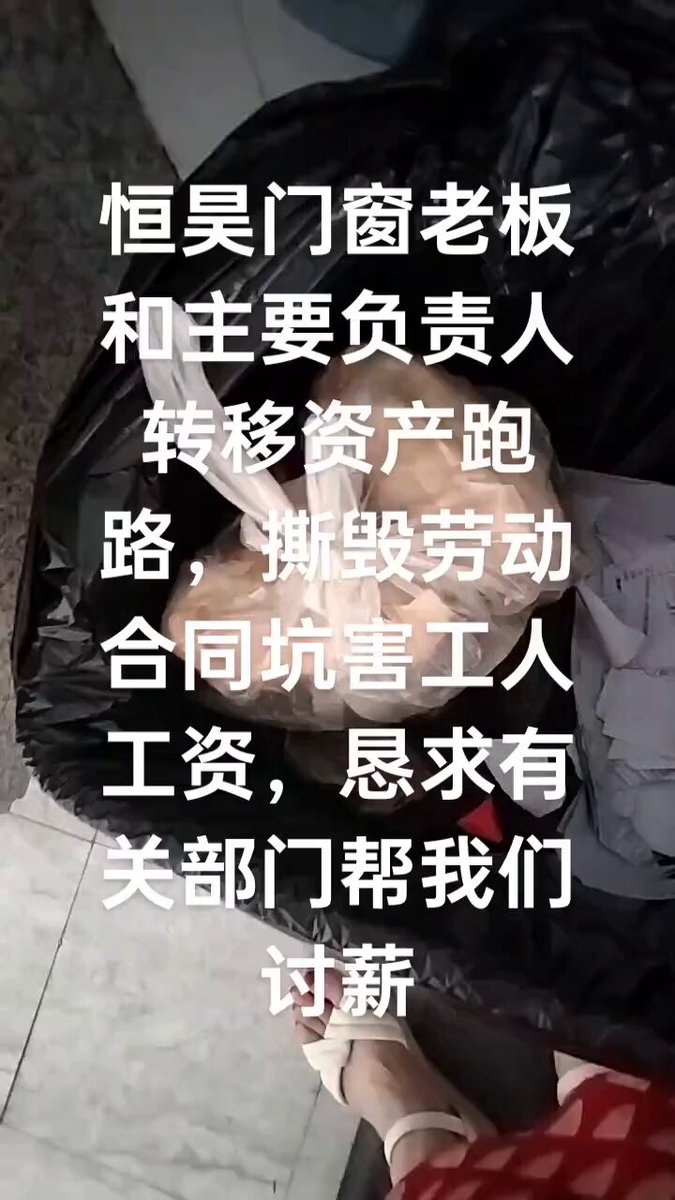 恒昊门窗老板
和主要负责人
转移资产跑
路，撕毁劳动
合同坑害工人
工资，恳求有
关部门帮我们
讨薪